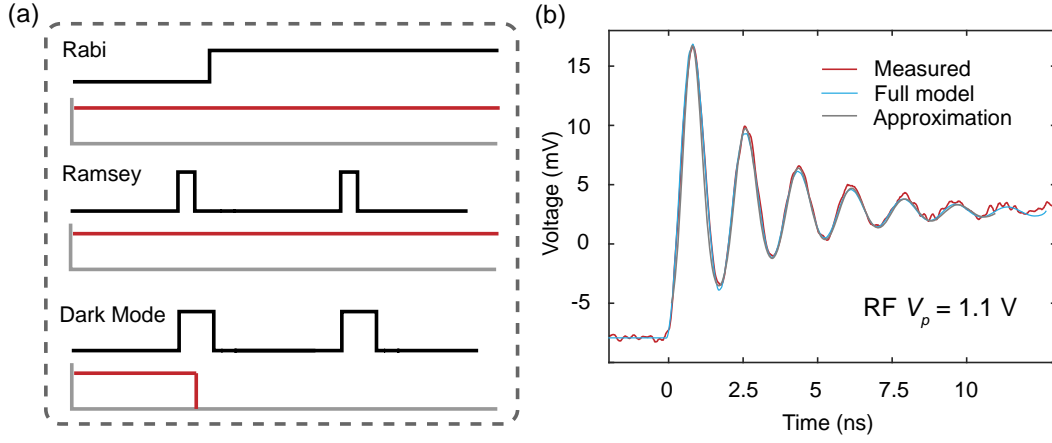 (a)
Rabi
Ramsey
Dark Mode
(b)
Voltage (mV)
15
10
5
0
-5
Measured
Full model
Approximation
RF Vp = 1.1 V
0 2.5 5 7.5 10
Time (ns)